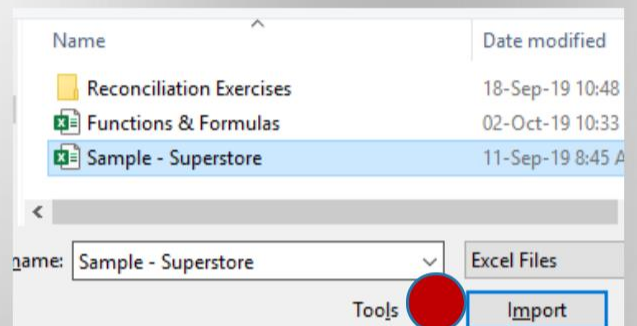 Name Date modified
Reconciliation Exercises 18-Sep-19 10:48
Functions & Formulas 02-Oct-19 10:33
Sample - Superstore 11-Sep-19 8:45 A
name: Sample - Superstore Excel Files
Tools Import